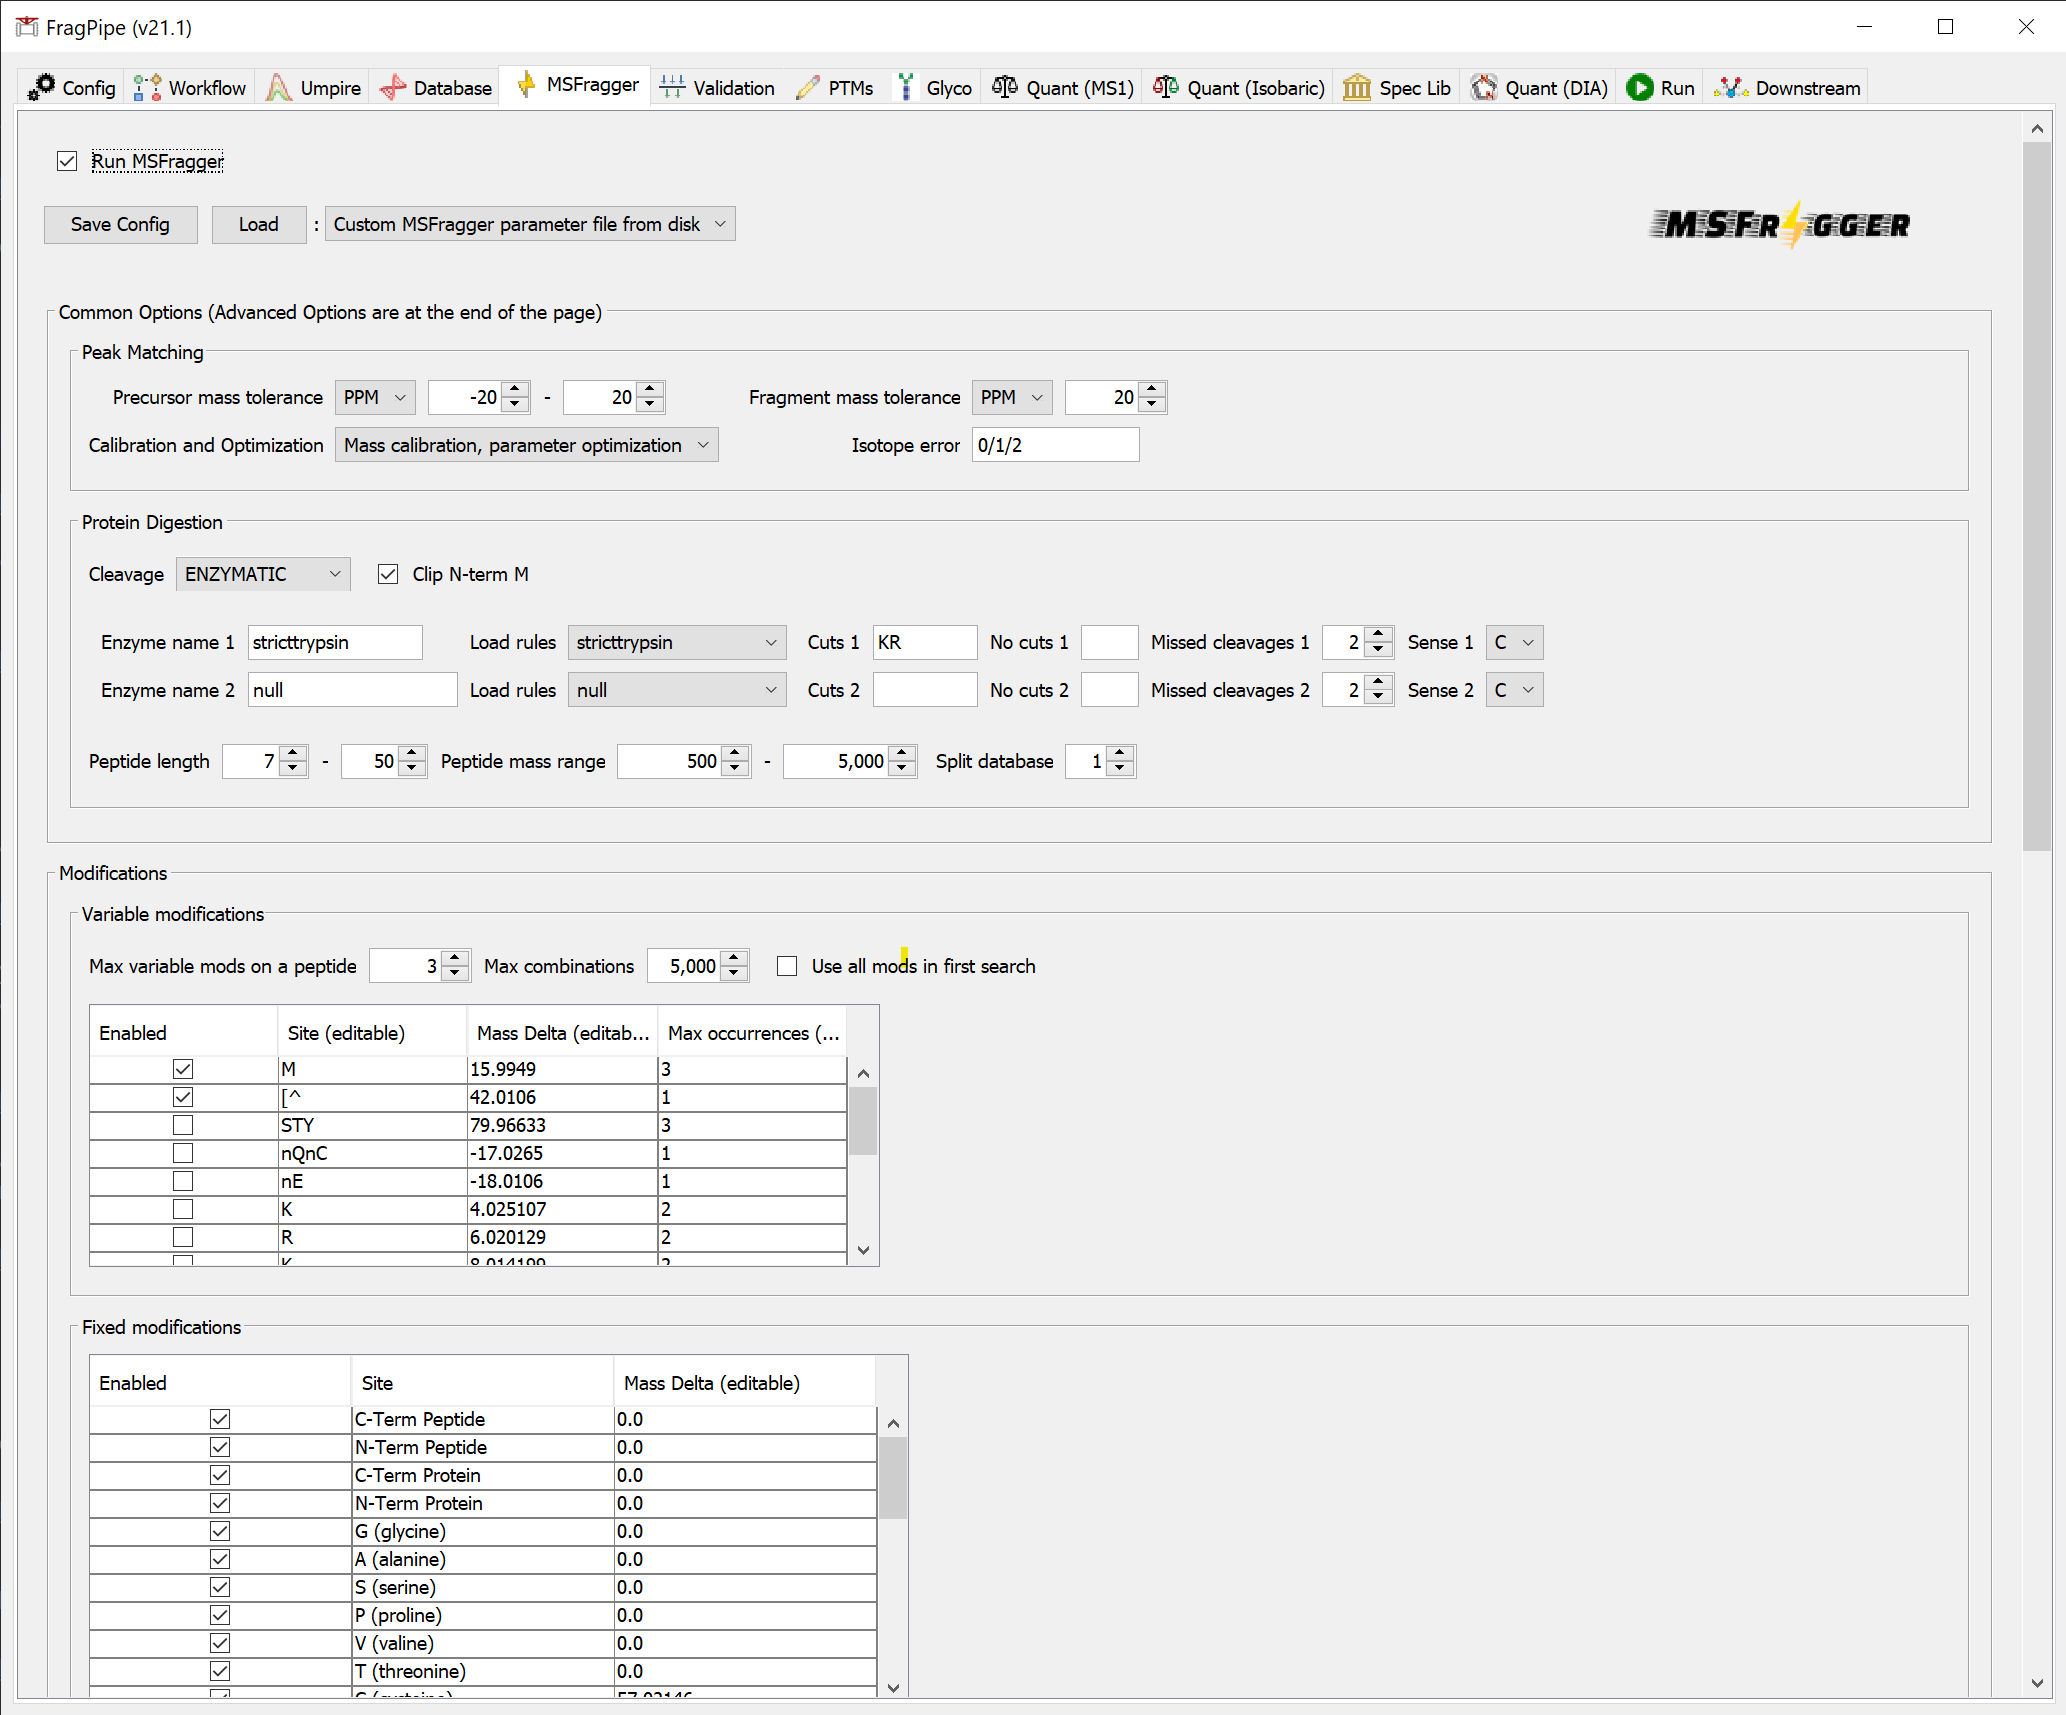 FragPipe (v21.1)
Config Workflow Umpire Database MSFragger Validation PTMs Glyco Quant (MS1) Quant (Isobaric) Spec Lib Quant (DIA) Run Downstream
Run MSFragger
Save Config Load : Custom MSFragger parameter file from disk MSFRAGGER
Common Options (Advanced Options are at the end of the page)
Peak Matching
Precursor mass tolerance PPM -20 - 20 Fragment mass tolerance PPM 20
Calibration and Optimization Mass calibration, parameter optimization Isotope error 0/1/2
Protein Digestion
Cleavage ENZYMATIC Clip N-term M
Enzyme name 1 stricttrypsin Load rules stricttrypsin Cuts 1 KR No cuts 1 Missed cleavages 1 2 Sense 1 C
Enzyme name 2 null Load rules null Cuts 2 No cuts 2 Missed cleavages 2 2 Sense 2 C
Peptide length 7 - 50 Peptide mass range 500 - 5,000 Split database 1
Modifications
Variable modifications
Max variable mods on a peptide 3 Max combinations 5,000 Use all mods in first search
Enabled Site (editable) Mass Delta (editab... Max occurrences (...
M 15.9949 3
[^ 42.0106 1
STY 79.96633 3
nQnC -17.0265 1
nE -18.0106 1
K 4.025107 2
R 6.020129 2
K 8.014199 2
Fixed modifications
Enabled Site Mass Delta (editable)
C-Term Peptide 0.0
N-Term Peptide 0.0
C-Term Protein 0.0
N-Term Protein 0.0
G (glycine) 0.0
A (alanine) 0.0
S (serine) 0.0
P (proline) 0.0
V (valine) 0.0
T (threonine) 0.0
C (cysteine) 57.02146